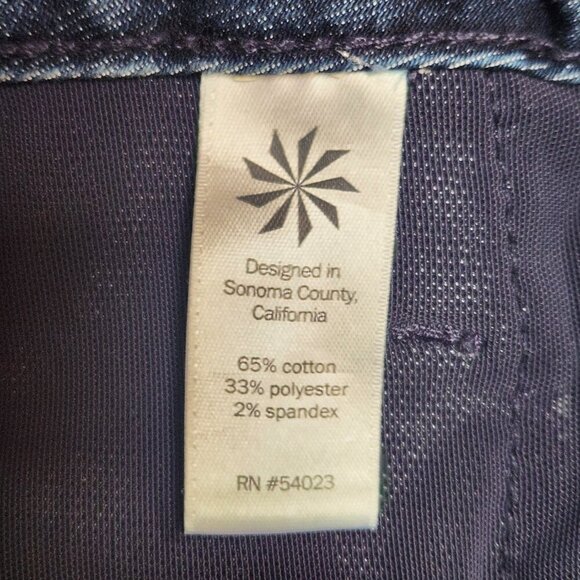 Designed in
Sonoma County,
California
65% cotton
33% polyester
2% spandex
RN #54023